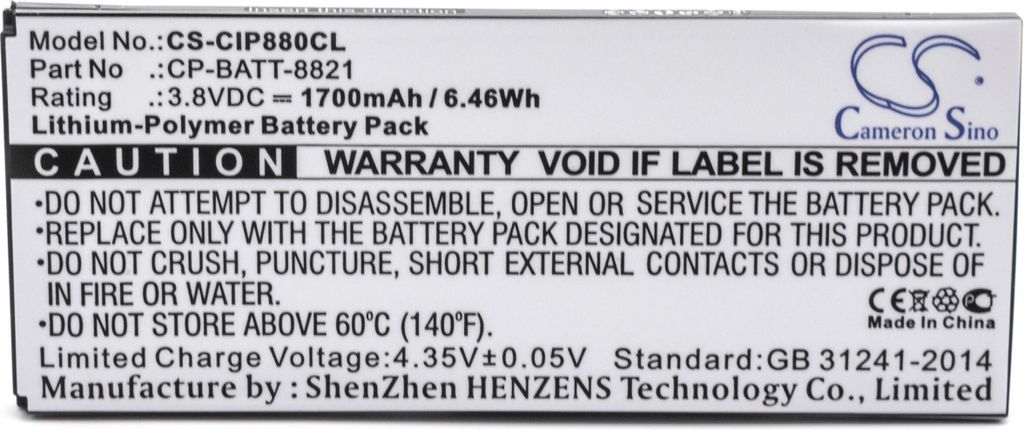 Model No.:CS-CIP880CL
Part No .:CP-BATT-8821
Rating .:3.8VDC ⎓ 1700mAh / 6.46Wh
Lithium-Polymer Battery Pack
CS
Cameron Sino
CAUTION WARRANTY VOID IF LABEL IS REMOVED
•DO NOT ATTEMPT TO DISASSEMBLE, OPEN OR SERVICE THE BATTERY PACK.
•REPLACE ONLY WITH THE BATTERY PACK DESIGNATED FOR THIS PRODUCT.
•DO NOT CRUSH, PUNCTURE, SHORT EXTERNAL CONTACTS OR DISPOSE OF
IN FIRE OR WATER.
•DO NOT STORE ABOVE 60ºC (140ºF).
CE
Made In China
Limited Charge Voltage:4.35V±0.05V Standard:GB 31241-2014
Manufacture by : ShenZhen HENZENS Technology Co., Limited